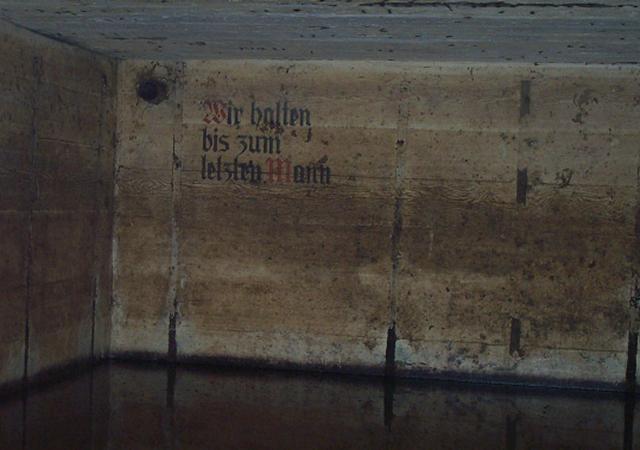 Wir halten
bis zum
letzten Mann